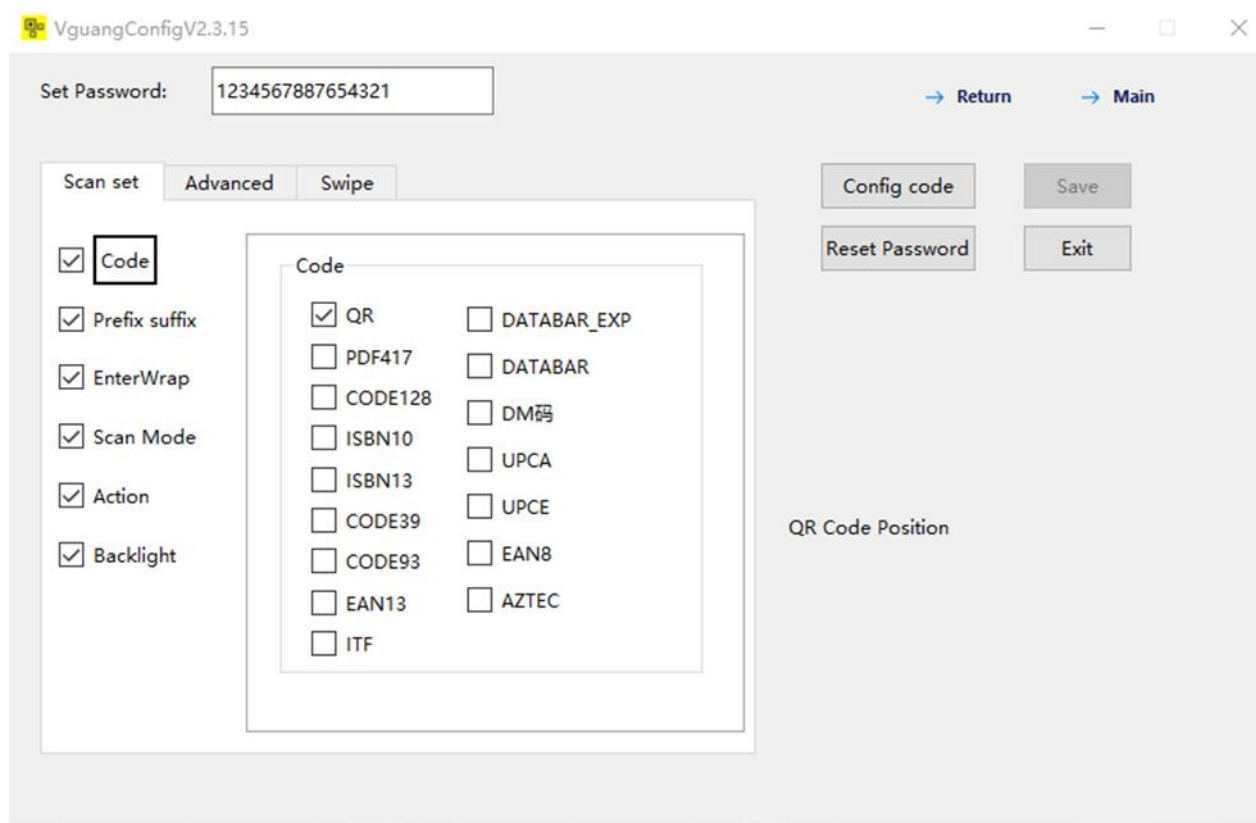 VguangConfigV2.3.15
Set Password: 1234567887654321
→ Return → Main
Scan set Advanced Swipe
Config code Save
Reset Password Exit
Code
Prefix suffix
EnterWrap
Scan Mode
Action
Backlight
Code
QR
PDF417
CODE128
ISBN10
ISBN13
CODE39
CODE93
EAN13
ITF
DATABAR_EXP
DATABAR
DM码
UPCA
UPCE
EAN8
AZTEC
QR Code Position